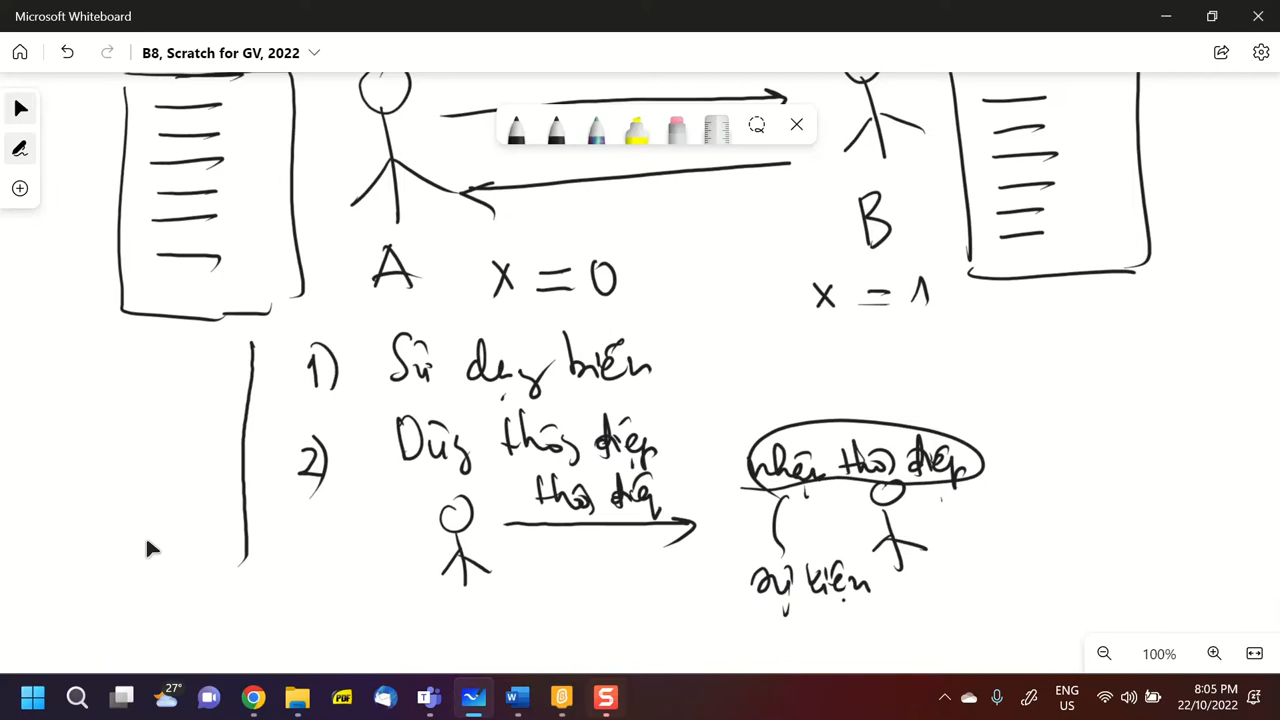 Microsoft Whiteboard
B8, Scratch for GV, 2022
A
B
x = 0
x = 1
1) Sử dụng biến
2) Dùng thông điệp
thông điệp
nhận thông điệp
sự kiện
100%
27°
PDF
ENG
US
8:05 PM
22/10/2022